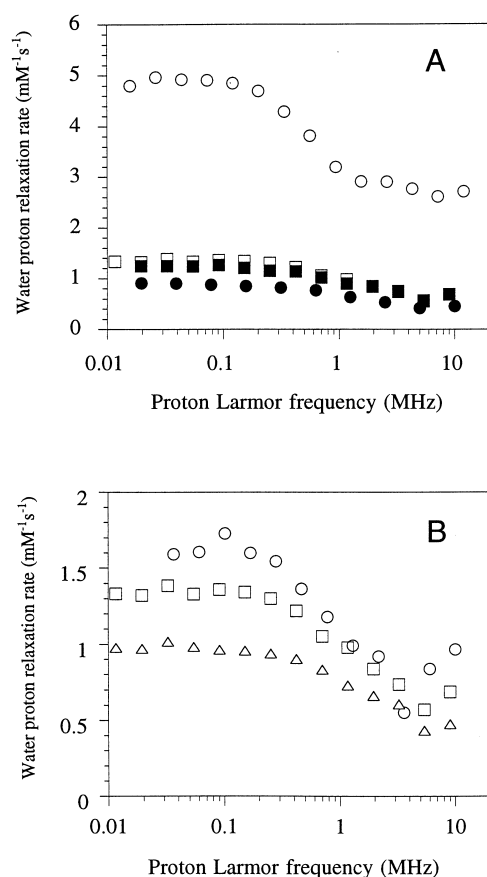 A
Water proton relaxation rate (mM⁻¹s⁻¹)
6
5
4
3
2
1
0
0.01 0.1 1 10
Proton Larmor frequency (MHz)
B
Water proton relaxation rate (mM⁻¹s⁻¹)
2
1.5
1
0.5
0
0.01 0.1 1 10
Proton Larmor frequency (MHz)